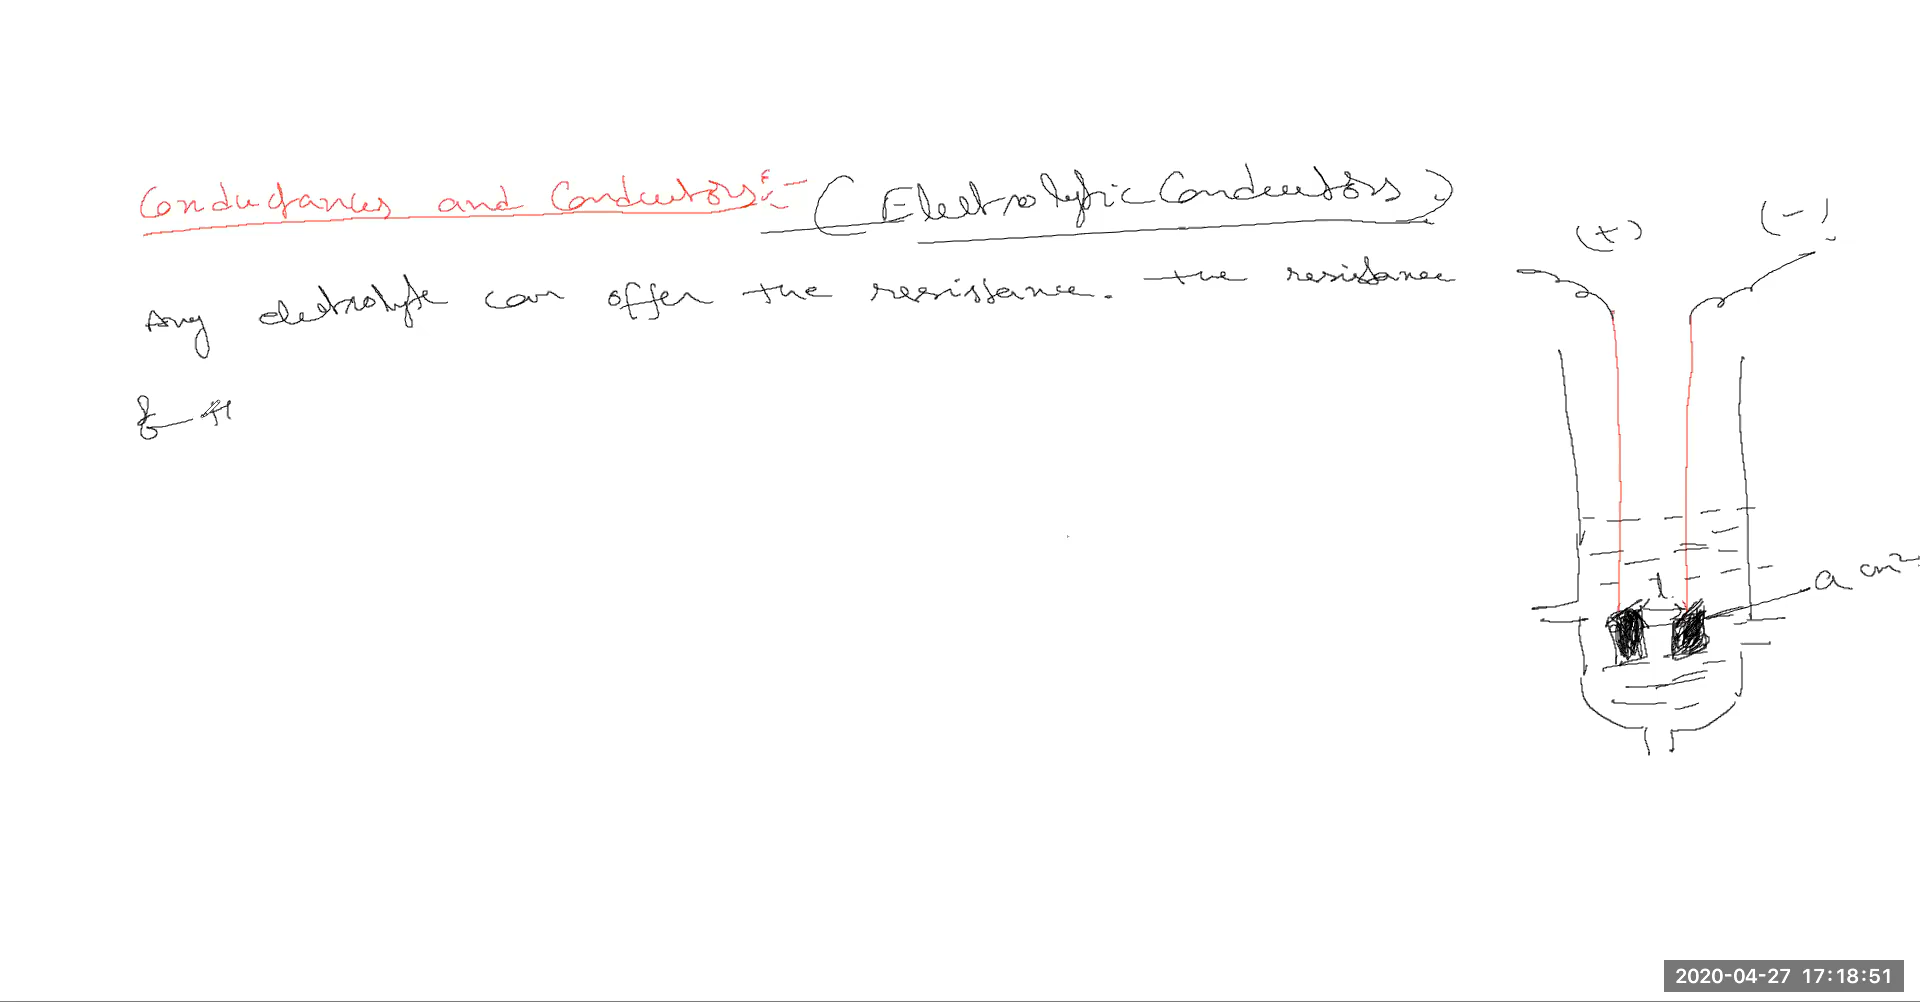 Conductances and Conductors:- (Electrolytic Conductors)
(+) (-)
Any electrolyte can offer the resistance. the resistance
l
a cm²
2020-04-27 17:18:51